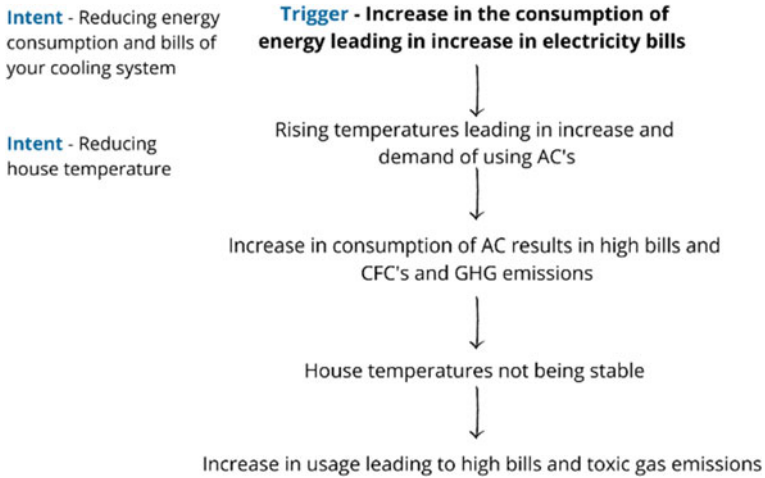 Intent - Reducing energy
consumption and bills of
your cooling system
Trigger - Increase in the consumption of
energy leading in increase in electricity bills
Intent - Reducing
house temperature
Rising temperatures leading in increase and
demand of using AC's
Increase in consumption of AC results in high bills and
CFC's and GHG emissions
House temperatures not being stable
Increase in usage leading to high bills and toxic gas emissions